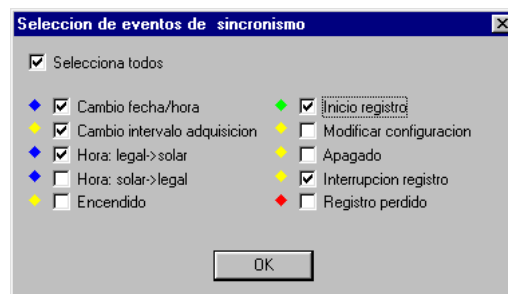 Seleccion de eventos de sincronismo
Selecciona todos
Cambio fecha/hora
Cambio intervalo adquisicion
Hora: legal->solar
Hora: solar->legal
Encendido
Inicio registro
Modificar configuracion
Apagado
Interrupcion registro
Registro perdido
OK